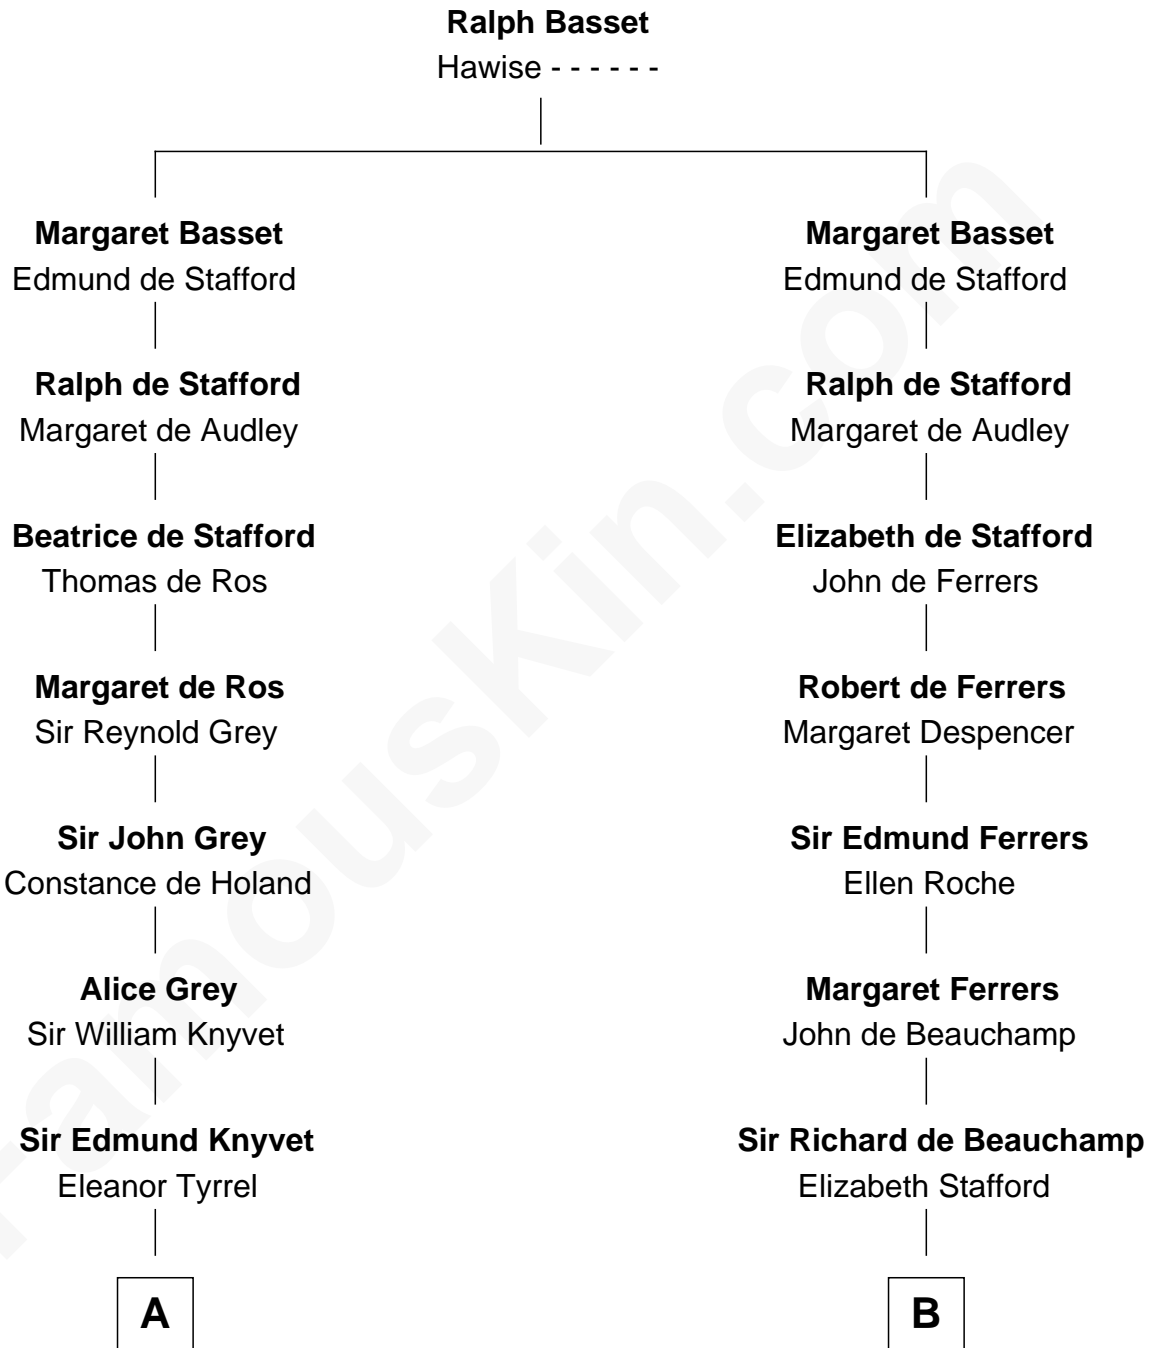 Ralph Basset
Hawise - - - - - -
Margaret Basset
Edmund de Stafford
Ralph de Stafford
Margaret de Audley
Beatrice de Stafford
Thomas de Ros
Margaret de Ros
Sir Reynold Grey
Sir John Grey
Constance de Holand
Alice Grey
Sir William Knyvet
Sir Edmund Knyvet
Eleanor Tyrrel
A
Margaret Basset
Edmund de Stafford
Ralph de Stafford
Margaret de Audley
Elizabeth de Stafford
John de Ferrers
Robert de Ferrers
Margaret Despencer
Sir Edmund Ferrers
Ellen Roche
Margaret Ferrers
John de Beauchamp
Sir Richard de Beauchamp
Elizabeth Stafford
B
FamousKin.com